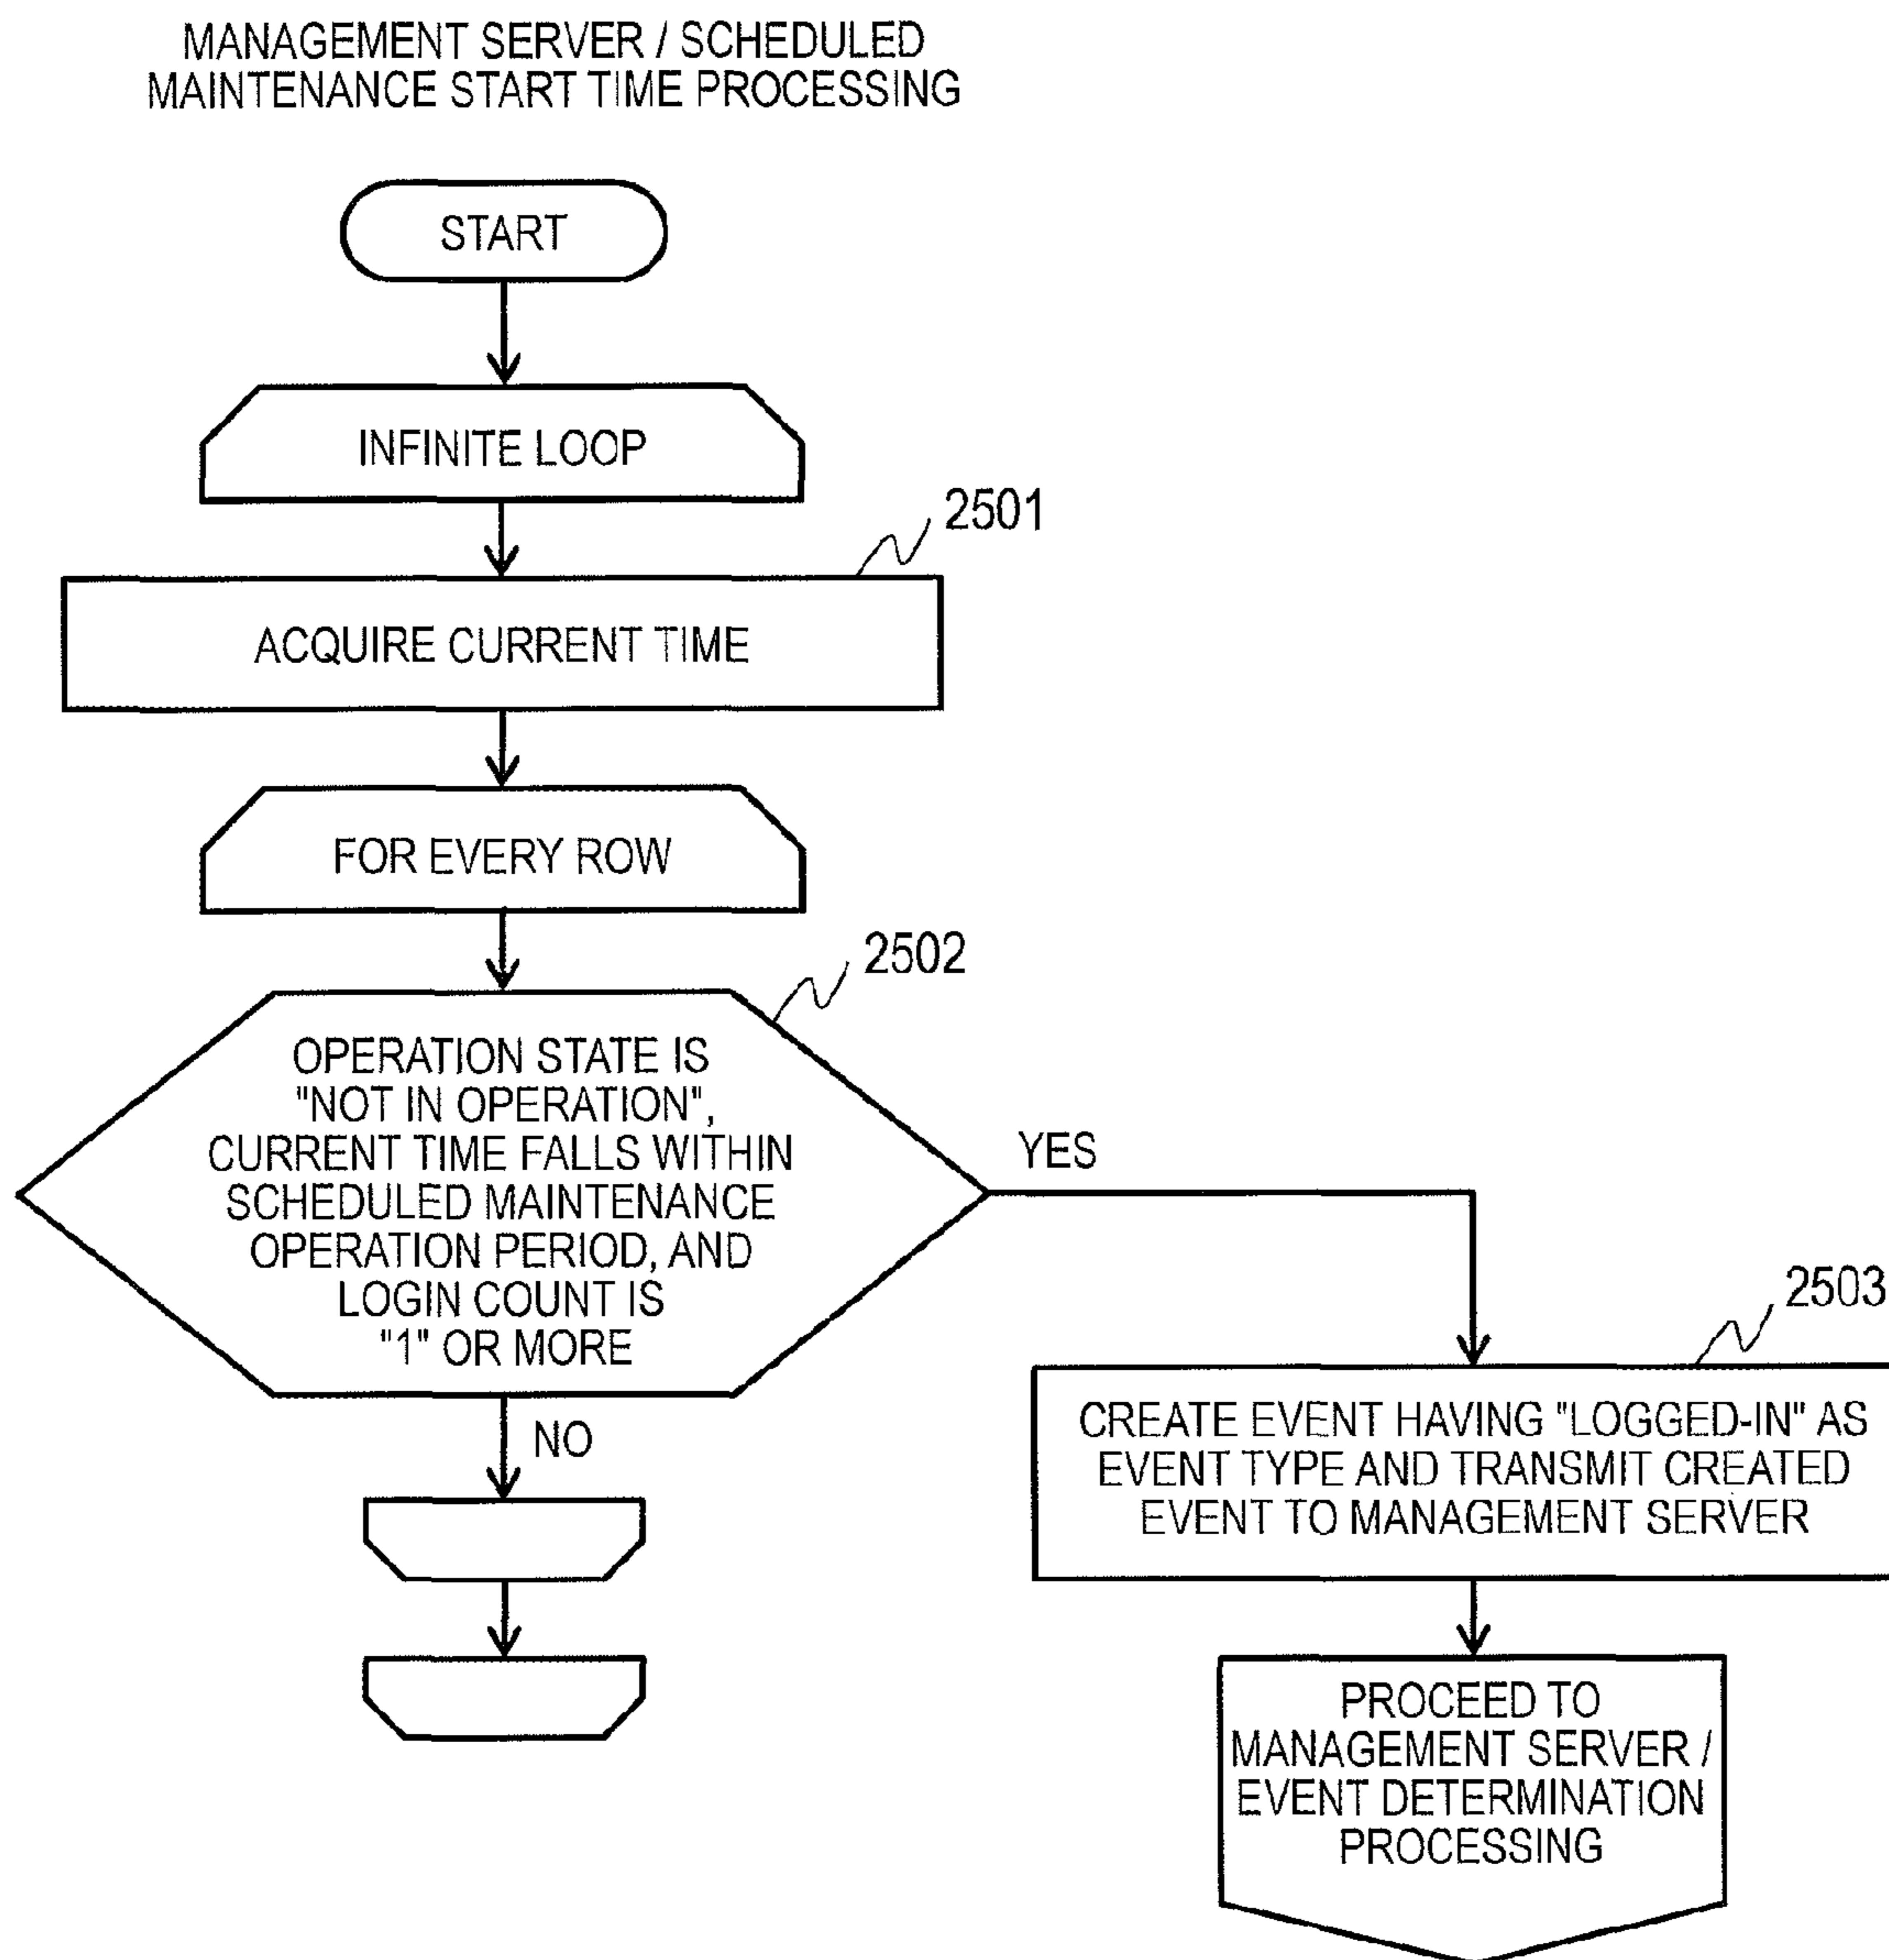 MANAGEMENT SERVER / SCHEDULED
MAINTENANCE START TIME PROCESSING
START
INFINITE LOOP
2501
ACQUIRE CURRENT TIME
FOR EVERY ROW
2502
OPERATION STATE IS
"NOT IN OPERATION",
CURRENT TIME FALLS WITHIN
SCHEDULED MAINTENANCE
OPERATION PERIOD, AND
LOGIN COUNT IS
"1" OR MORE
YES
NO
2503
CREATE EVENT HAVING "LOGGED-IN" AS
EVENT TYPE AND TRANSMIT CREATED
EVENT TO MANAGEMENT SERVER
PROCEED TO
MANAGEMENT SERVER /
EVENT DETERMINATION
PROCESSING